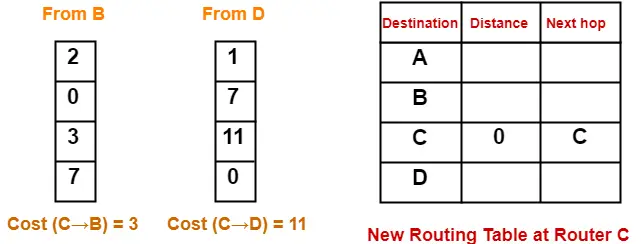 From B
2
0
3
7
Cost (C→B) = 3
From D
1
7
11
0
Cost (C→D) = 11
Destination Distance Next hop
A
B
C 0 C
D
New Routing Table at Router C